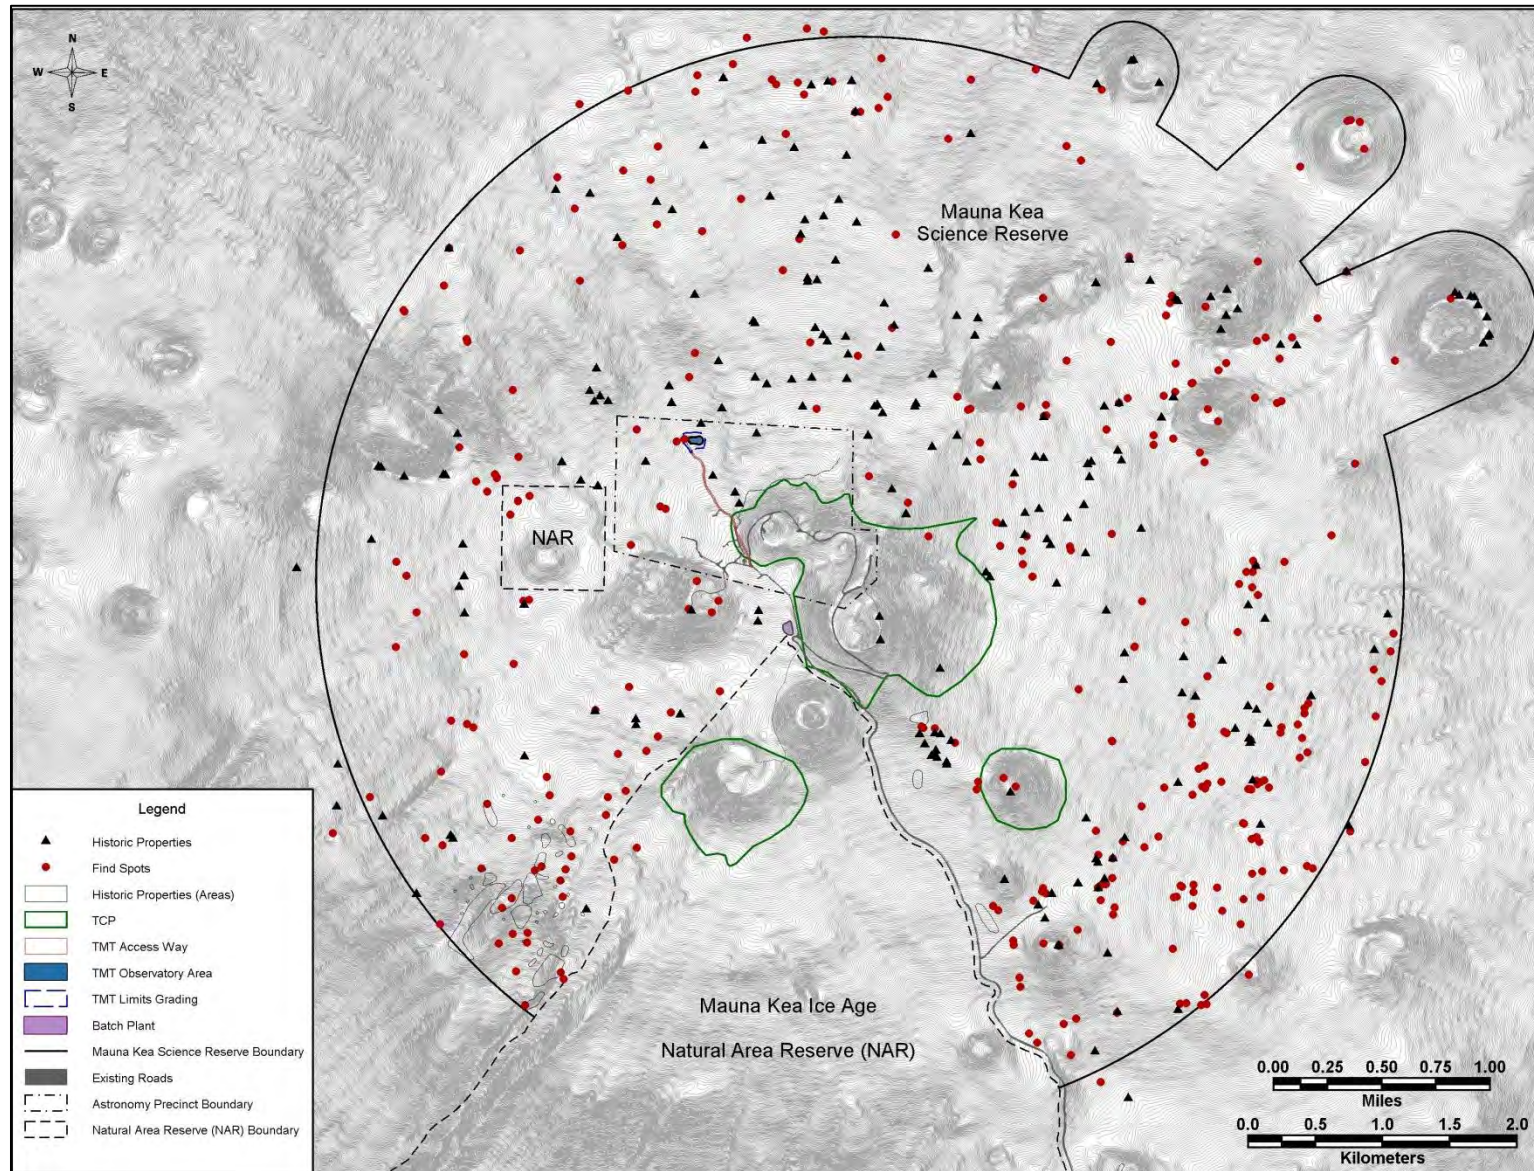 N
W E
S
Mauna Kea
Science Reserve
NAR
Mauna Kea Ice Age
Natural Area Reserve (NAR)
Legend
Historic Properties
Find Spots
Historic Properties (Areas)
TCP
TMT Access Way
TMT Observatory Area
TMT Limits Grading
Batch Plant
Mauna Kea Science Reserve Boundary
Existing Roads
Astronomy Precinct Boundary
Natural Area Reserve (NAR) Boundary
0.00 0.25 0.50 0.75 1.00
Miles
0.0 0.5 1.0 1.5 2.0
Kilometers